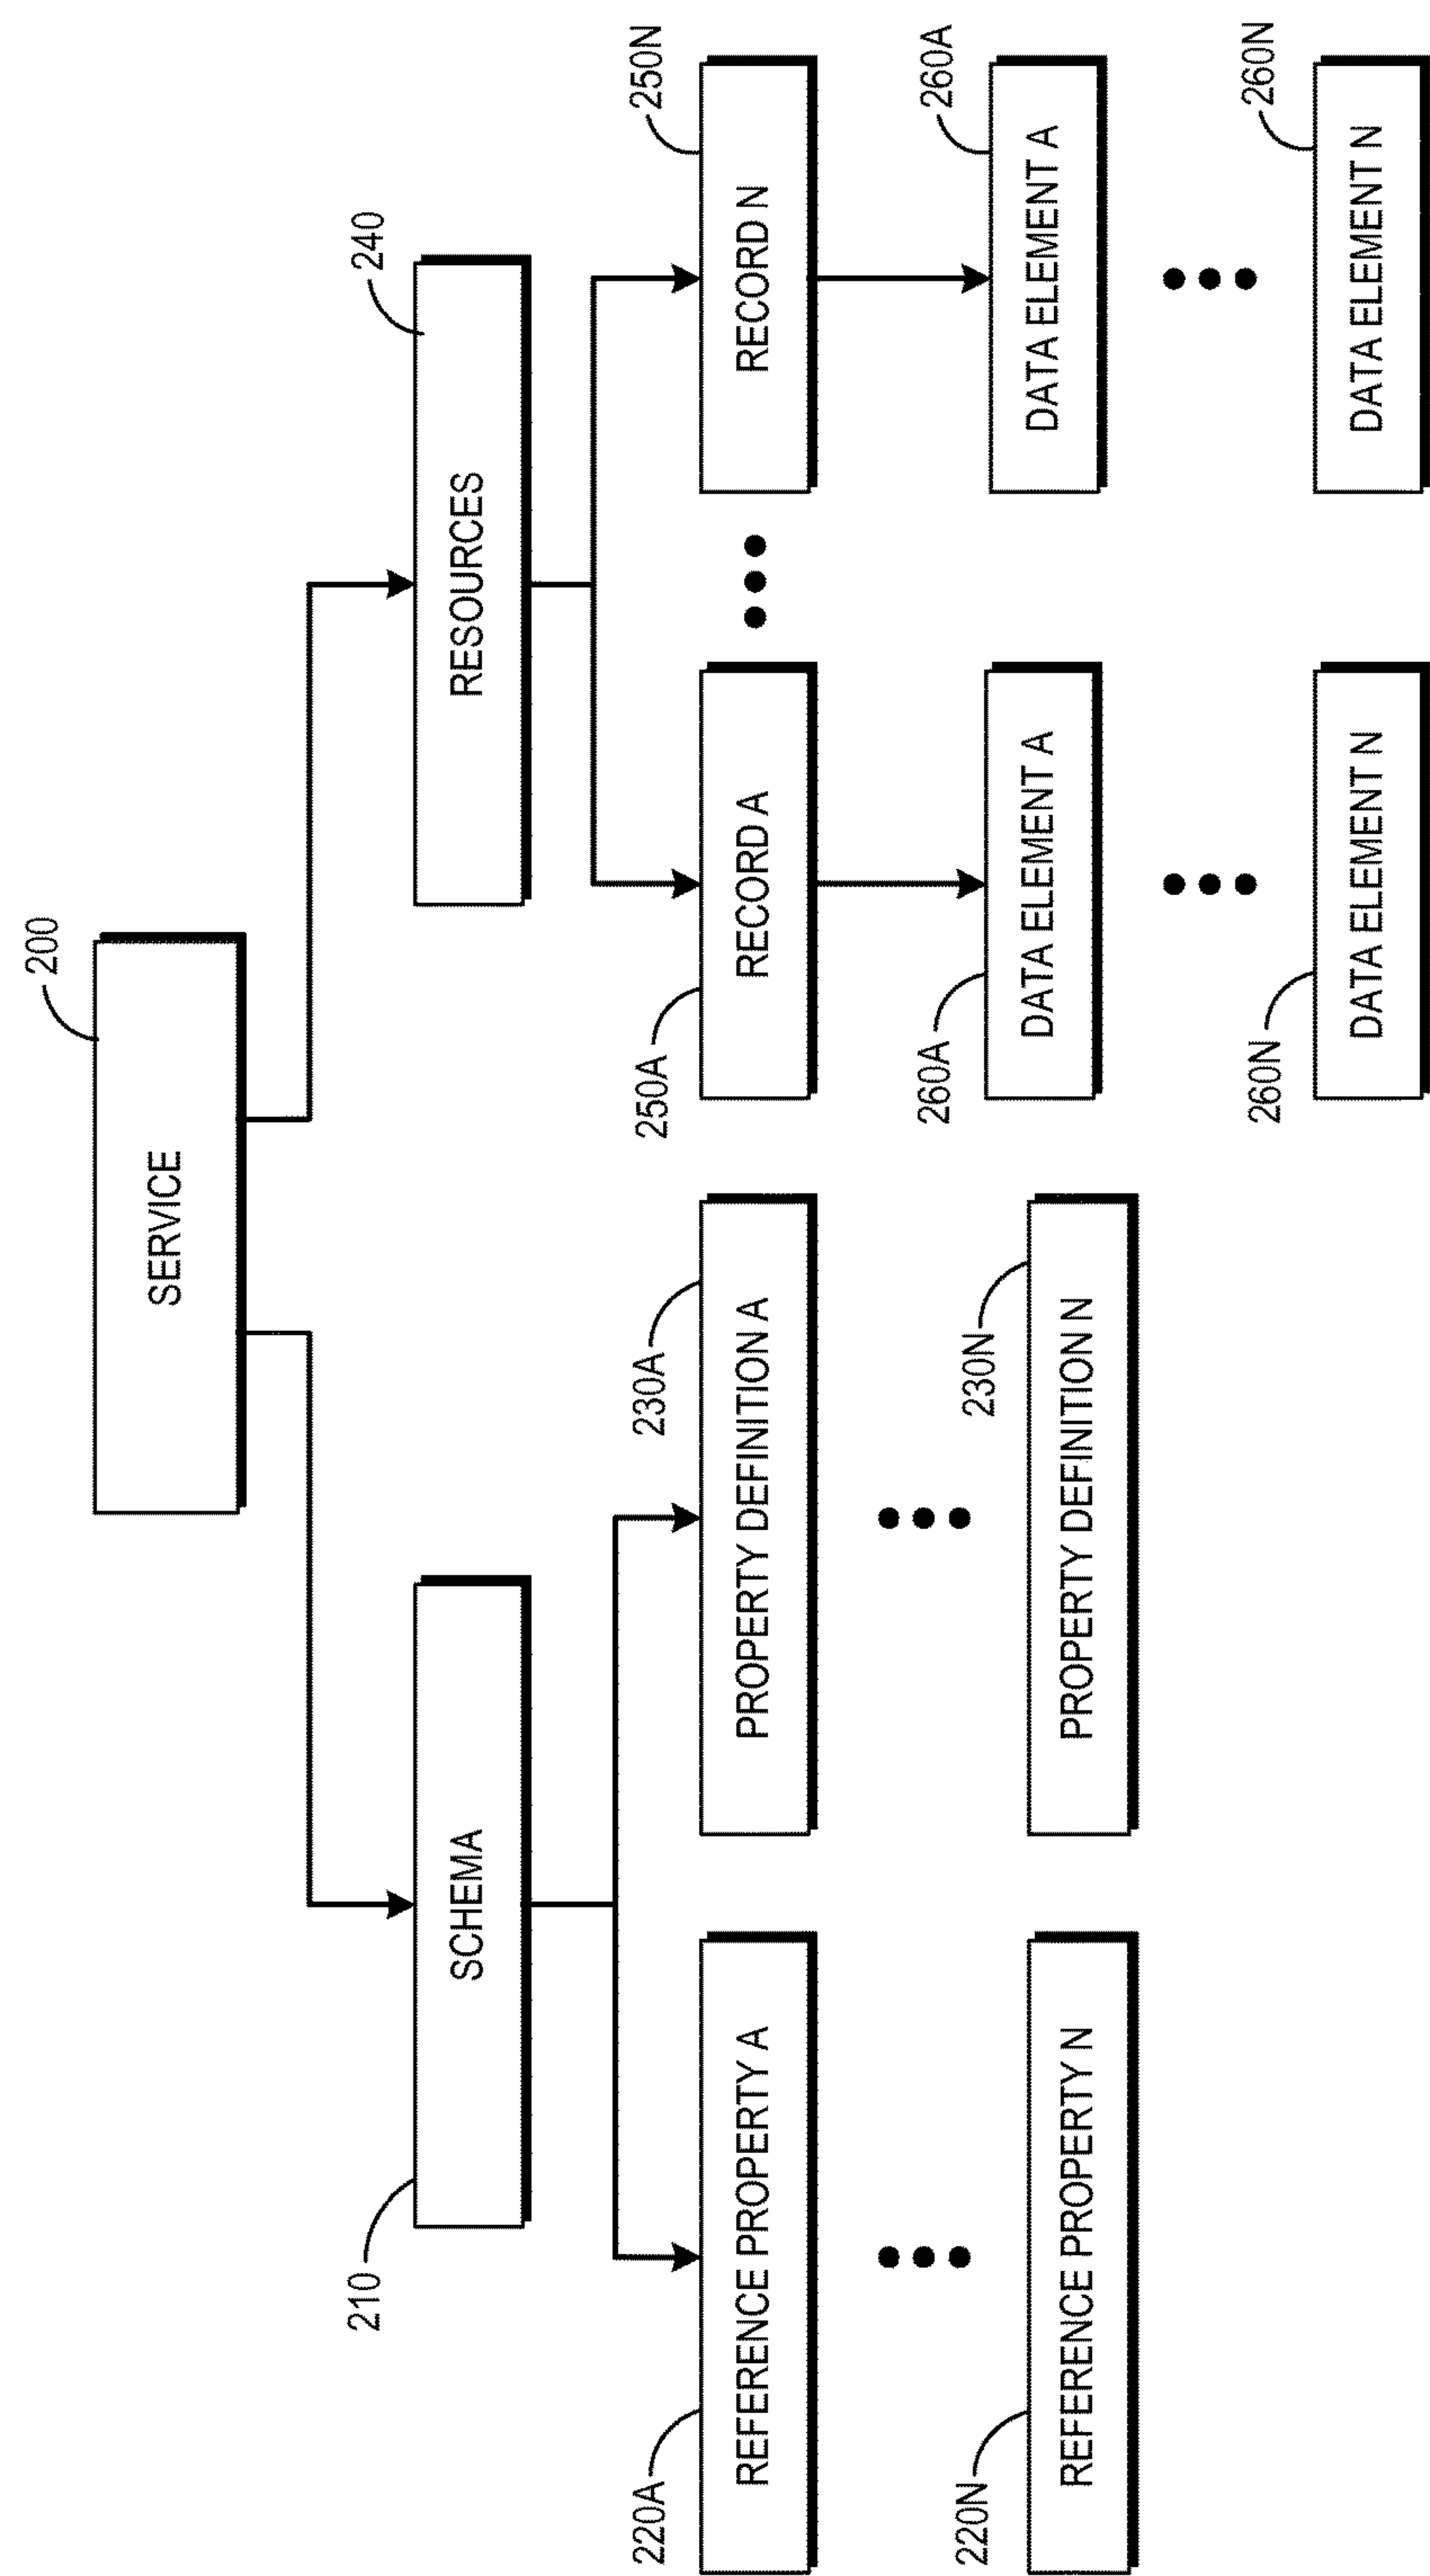 200
SERVICE
210
SCHEMA
RESOURCES
240
220A
REFERENCE PROPERTY A
230A
PROPERTY DEFINITION A
250A
RECORD A
250N
RECORD N
260A
DATA ELEMENT A
260A
DATA ELEMENT A
220N
REFERENCE PROPERTY N
230N
PROPERTY DEFINITION N
260N
DATA ELEMENT N
260N
DATA ELEMENT N